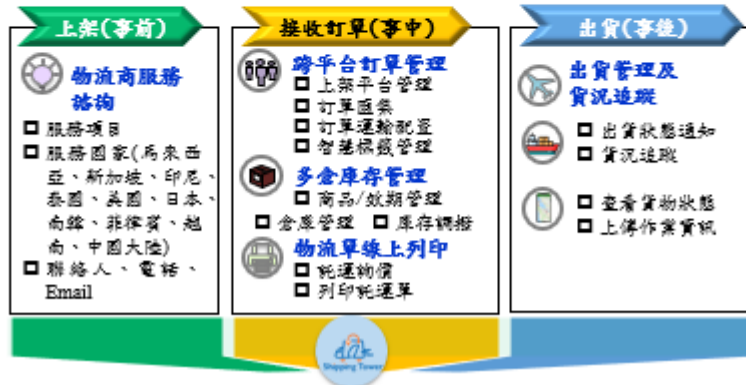 上架(事前)
物流商服務
諮詢
服務項目
服務國家(馬來西
亞、新加坡、印尼、
泰國、美國、日本、
南韓、菲律賓、越
南、中國大陸)
聯絡人、電話、
Email
接收訂單(事中)
跨平台訂單管理
上架平台管理
訂單匯集
訂單運輸配置
智慧標籤管理
多倉庫存管理
商品/效期管理
倉庫管理 庫存調撥
物流單線上列印
託運詢價
列印託運單
出貨(事後)
出貨管理及
貨況追蹤
出貨狀態通知
貨況追蹤
查看貨物狀態
上傳作業資訊
Shipping Tower